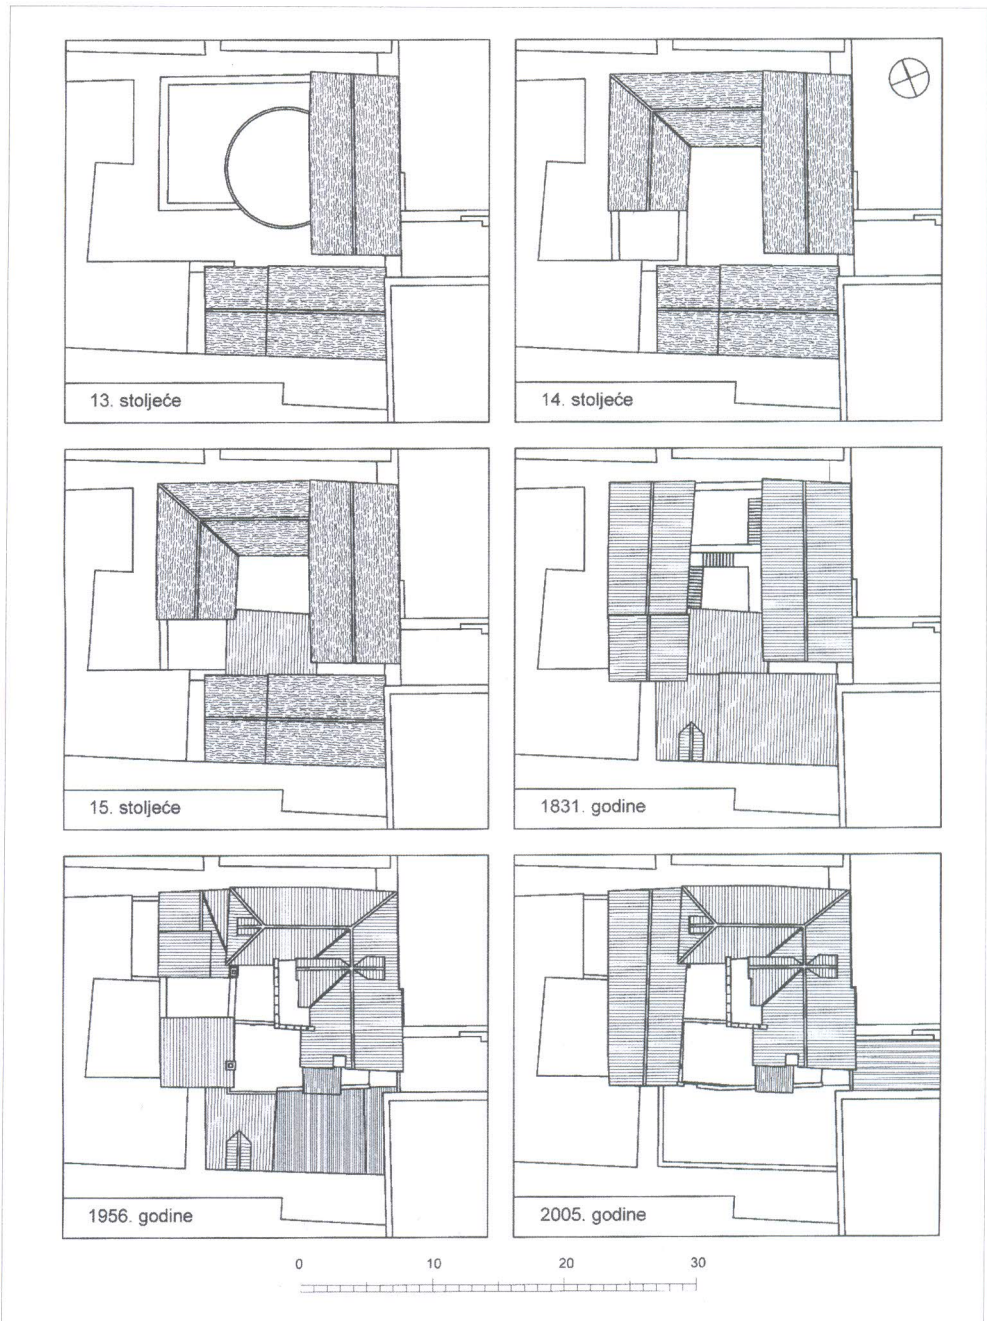 13. stoljeće
14. stoljeće
15. stoljeće
1831. godine
1956. godine
2005. godine
0 10 20 30